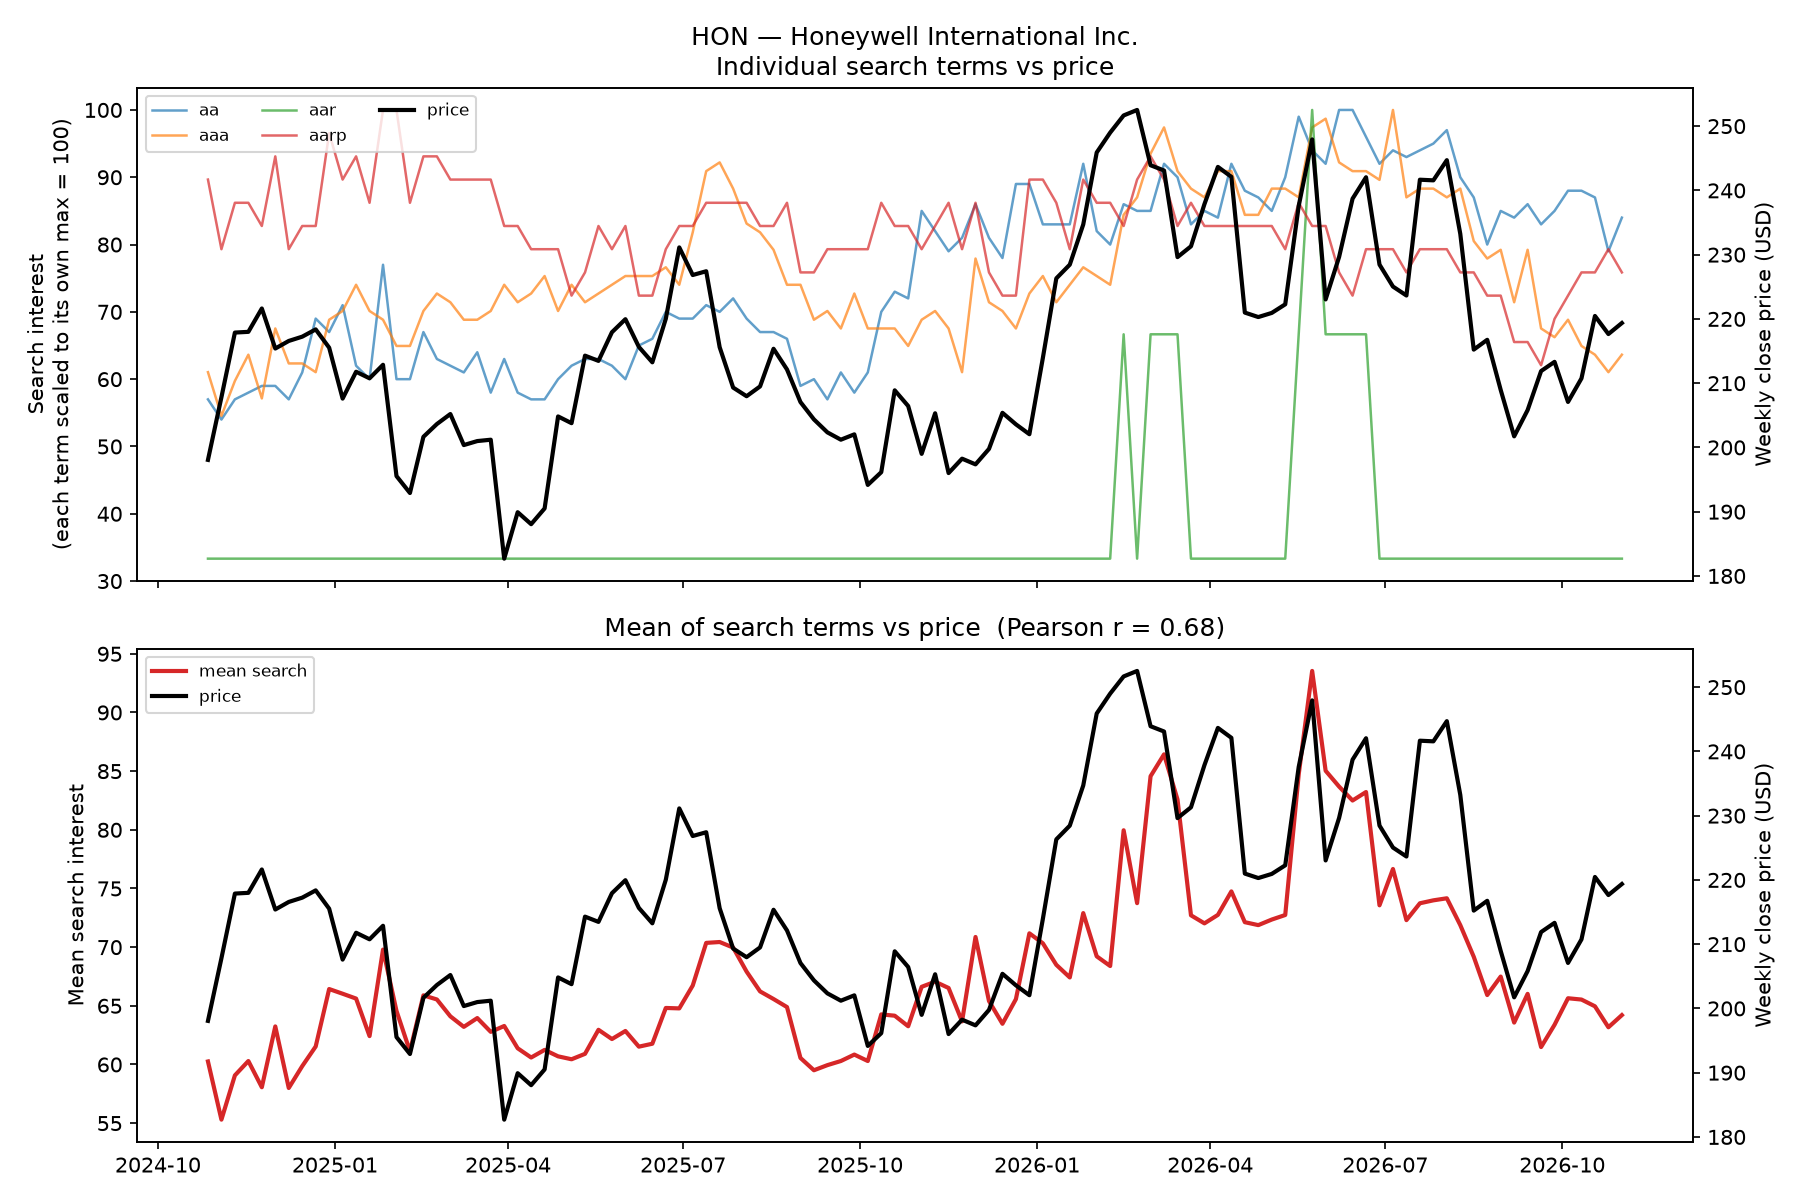 HON — Honeywell International Inc.
Individual search terms vs price
aa
aaa
aar
aarp
price
Search interest
(each term scaled to its own max = 100)
100
90
80
70
60
50
40
30
250
240
230
220
210
200
190
180
Weekly close price (USD)
Mean of search terms vs price  (Pearson r = 0.68)
mean search
price
Mean search interest
95
90
85
80
75
70
65
60
55
250
240
230
220
210
200
190
180
Weekly close price (USD)
2024-10
2025-01
2025-04
2025-07
2025-10
2026-01
2026-04
2026-07
2026-10